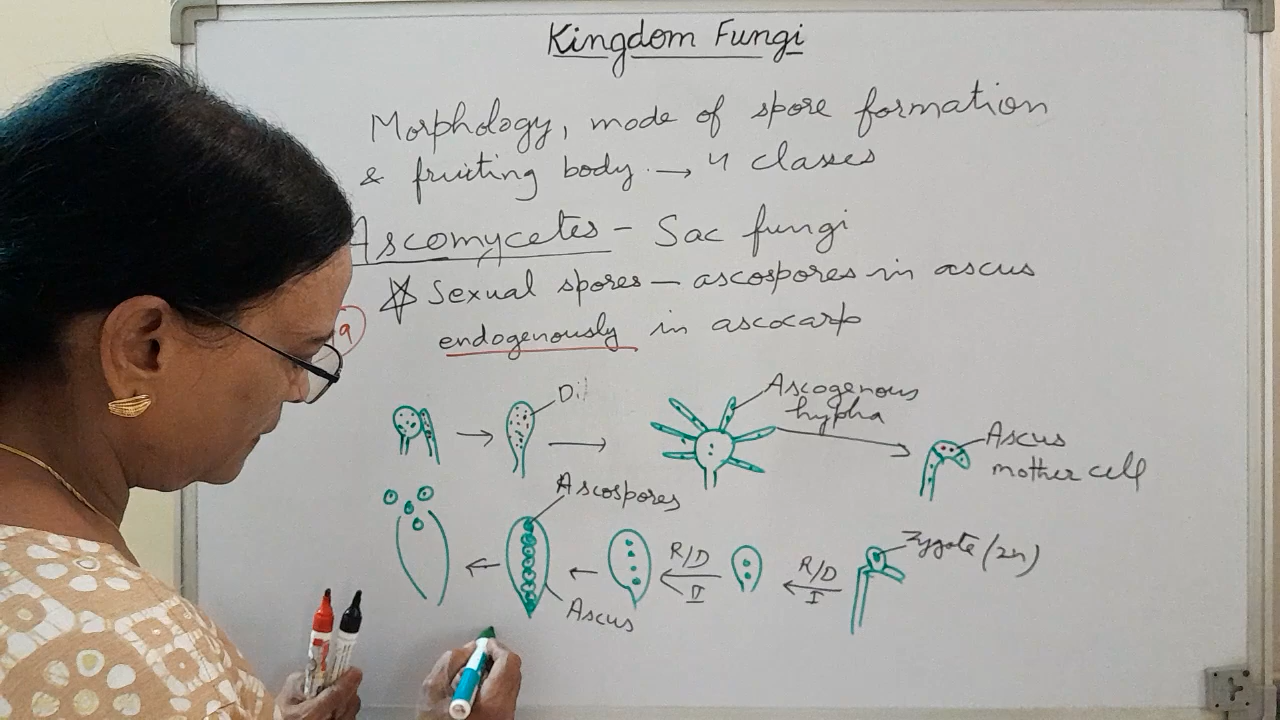 Kingdom Fungi
Morphology, mode of spore formation
& fruiting body. → 4 classes
Ascomycetes - Sac fungi
☆ Sexual spores - ascospores in ascus
endogenously in ascocarp
a
Di
Ascogenous
hypha
Ascus
mother cell
Ascospores
Zygote (2n)
R/D
I
R/D
II
Ascus